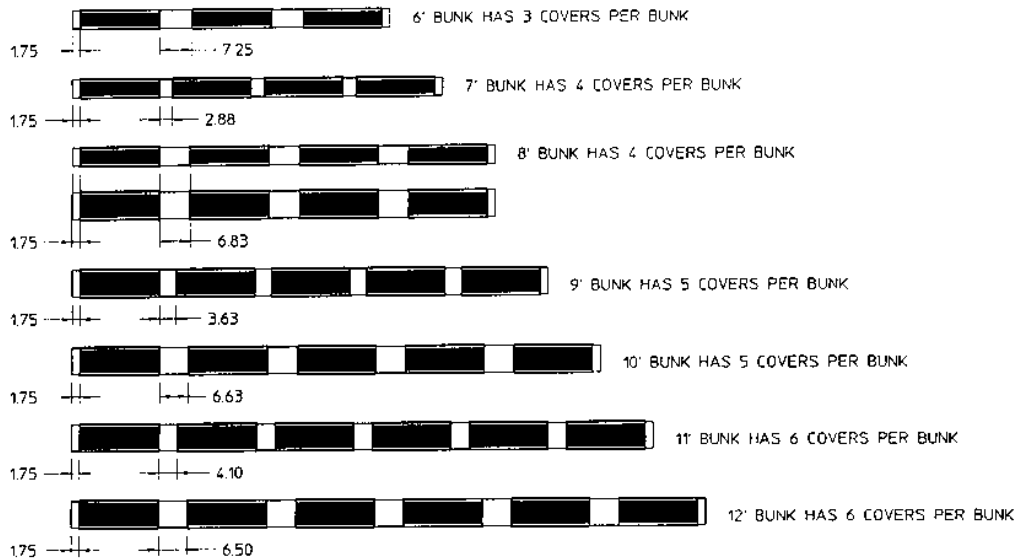 6' BUNK HAS 3 COVERS PER BUNK
1.75 7.25
7' BUNK HAS 4 COVERS PER BUNK
1.75 2.88
8' BUNK HAS 4 COVERS PER BUNK
1.75 6.83
9' BUNK HAS 5 COVERS PER BUNK
1.75 3.63
10' BUNK HAS 5 COVERS PER BUNK
1.75 6.63
11' BUNK HAS 6 COVERS PER BUNK
1.75 4.10
12' BUNK HAS 6 COVERS PER BUNK
1.75 6.50